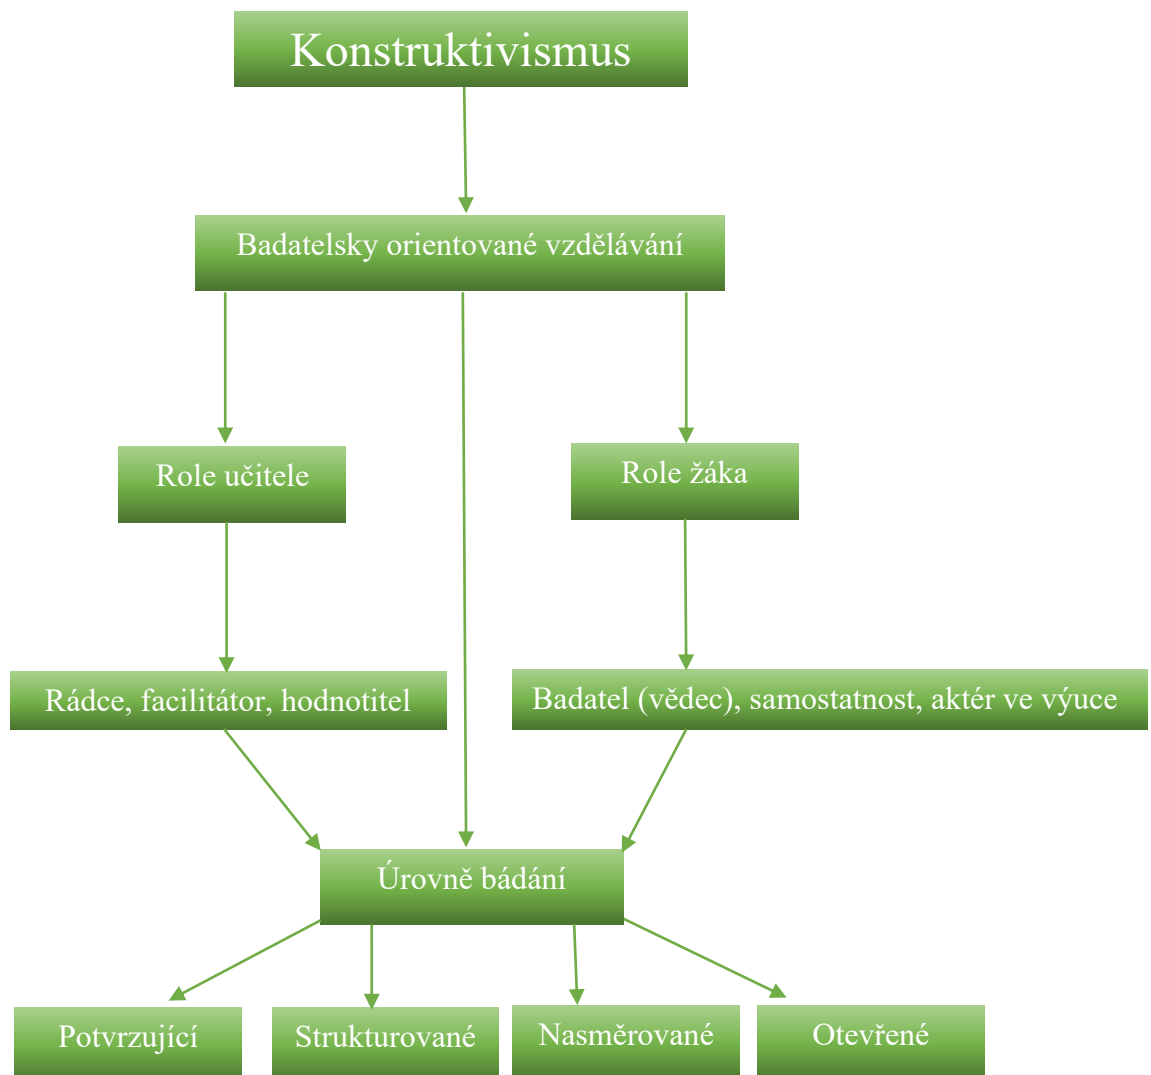 Konstruktivismus
Badatelsky orientované vzdělávání
Role učitele
Role žáka
Rádce, facilitátor, hodnotitel
Badatel (vědec), samostatnost, aktér ve výuce
Úrovně bádání
Potvrzující
Strukturované
Nasměrované
Otevřené